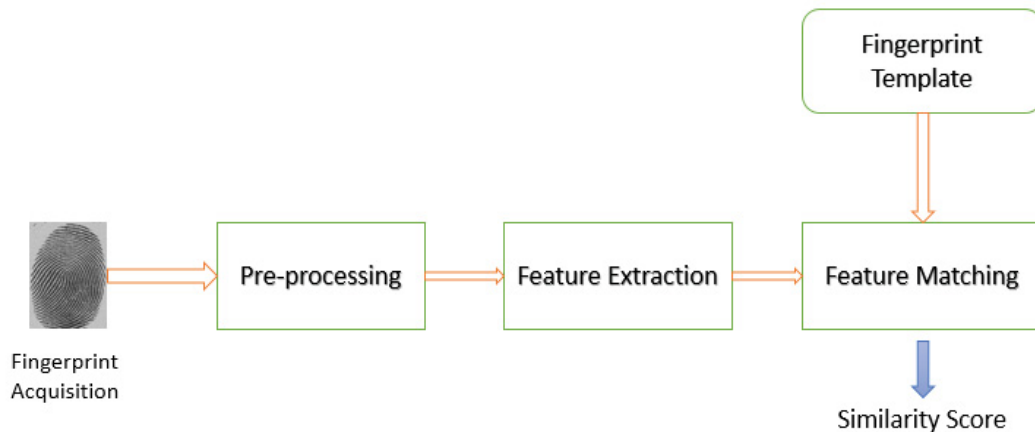 Fingerprint
Template
Pre-processing
Feature Extraction
Feature Matching
Fingerprint
Acquisition
Similarity Score